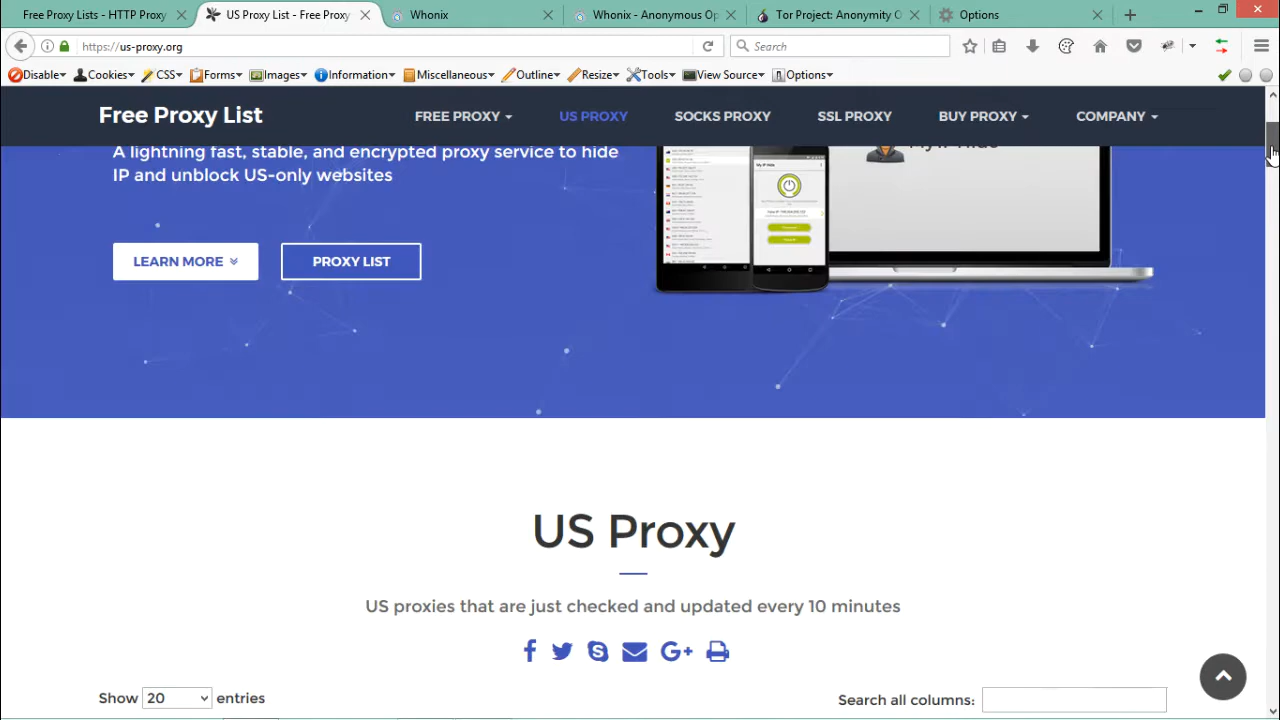 Free Proxy Lists - HTTP Proxy
US Proxy List - Free Proxy
Whonix
Whonix - Anonymous Op
Tor Project: Anonymity O
Options
https://us-proxy.org
Search
Disable
Cookies
CSS
Forms
Images
Information
Miscellaneous
Outline
Resize
Tools
View Source
Options
Free Proxy List
FREE PROXY
US PROXY
SOCKS PROXY
SSL PROXY
BUY PROXY
COMPANY
A lightning fast, stable, and encrypted proxy service to hide
IP and unblock US-only websites
LEARN MORE
PROXY LIST
US Proxy
US proxies that are just checked and updated every 10 minutes
Show 20 entries
Search all columns: